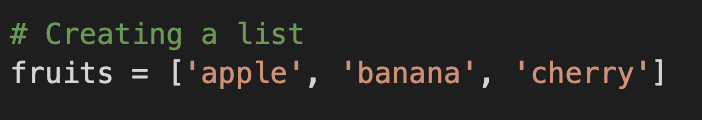 # Creating a list
fruits = ['apple', 'banana', 'cherry']